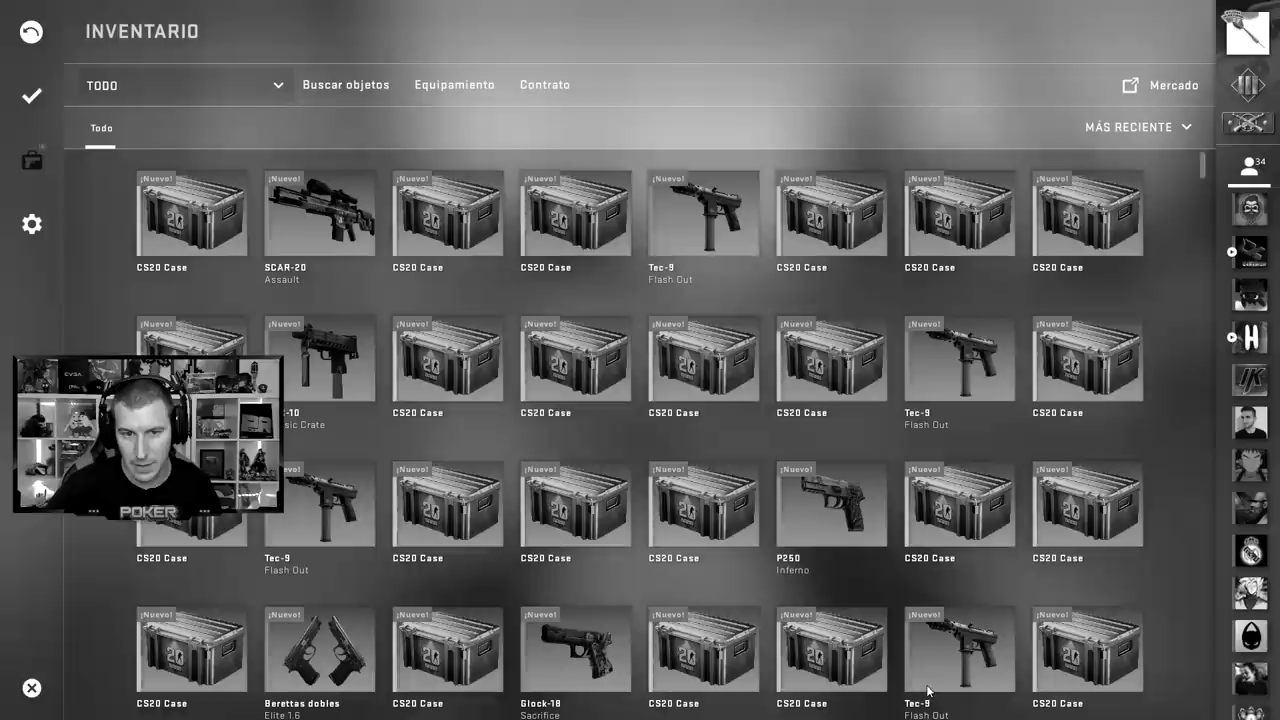 INVENTARIO
TODO
Buscar objetos
Equipamiento
Contrato
Mercado
Todo
MÁS RECIENTE
34
¡Nuevo! ¡Nuevo! ¡Nuevo! ¡Nuevo! ¡Nuevo! ¡Nuevo! ¡Nuevo! ¡Nuevo!
CS20 Case SCAR-20 CS20 Case CS20 Case Tec-9 CS20 Case CS20 Case CS20 Case
Assault Flash Out
¡Nuevo! ¡Nuevo! ¡Nuevo! ¡Nuevo! ¡Nuevo! ¡Nuevo! ¡Nuevo! ¡Nuevo!
-10 CS20 Case CS20 Case CS20 Case CS20 Case Tec-9 CS20 Case
sic Crate Flash Out
EVGA
¡Nuevo! ¡Nuevo! ¡Nuevo! ¡Nuevo! ¡Nuevo! ¡Nuevo!
POKER
CS20 Case Tec-9 CS20 Case CS20 Case CS20 Case P250 CS20 Case CS20 Case
Flash Out Inferno
¡Nuevo! ¡Nuevo! ¡Nuevo! ¡Nuevo! ¡Nuevo! ¡Nuevo! ¡Nuevo! ¡Nuevo!
CS20 Case Berettas dobles CS20 Case Glock-18 CS20 Case CS20 Case Tec-9 CS20 Case
Elite 1.6 Sacrifice Flash Out